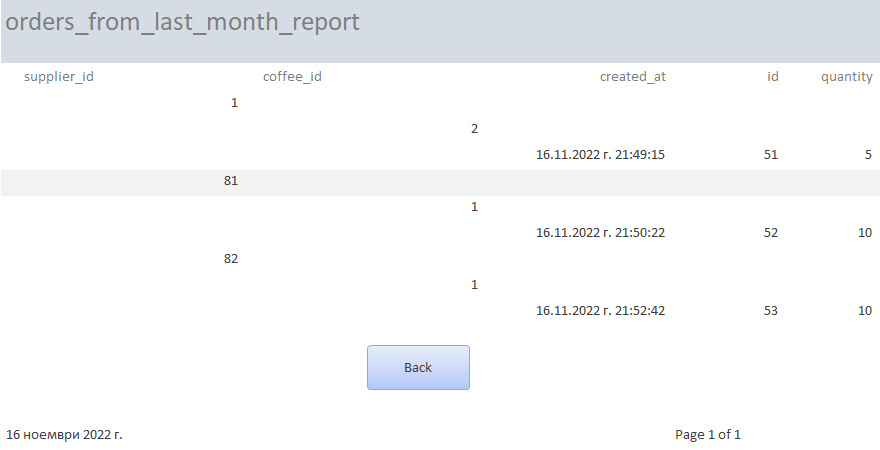 orders_from_last_month_report
supplier_id coffee_id created_at id quantity
1
2
16.11.2022 г. 21:49:15 51 5
81
1
16.11.2022 г. 21:50:22 52 10
82
1
16.11.2022 г. 21:52:42 53 10
Back
16 ноември 2022 г. Page 1 of 1